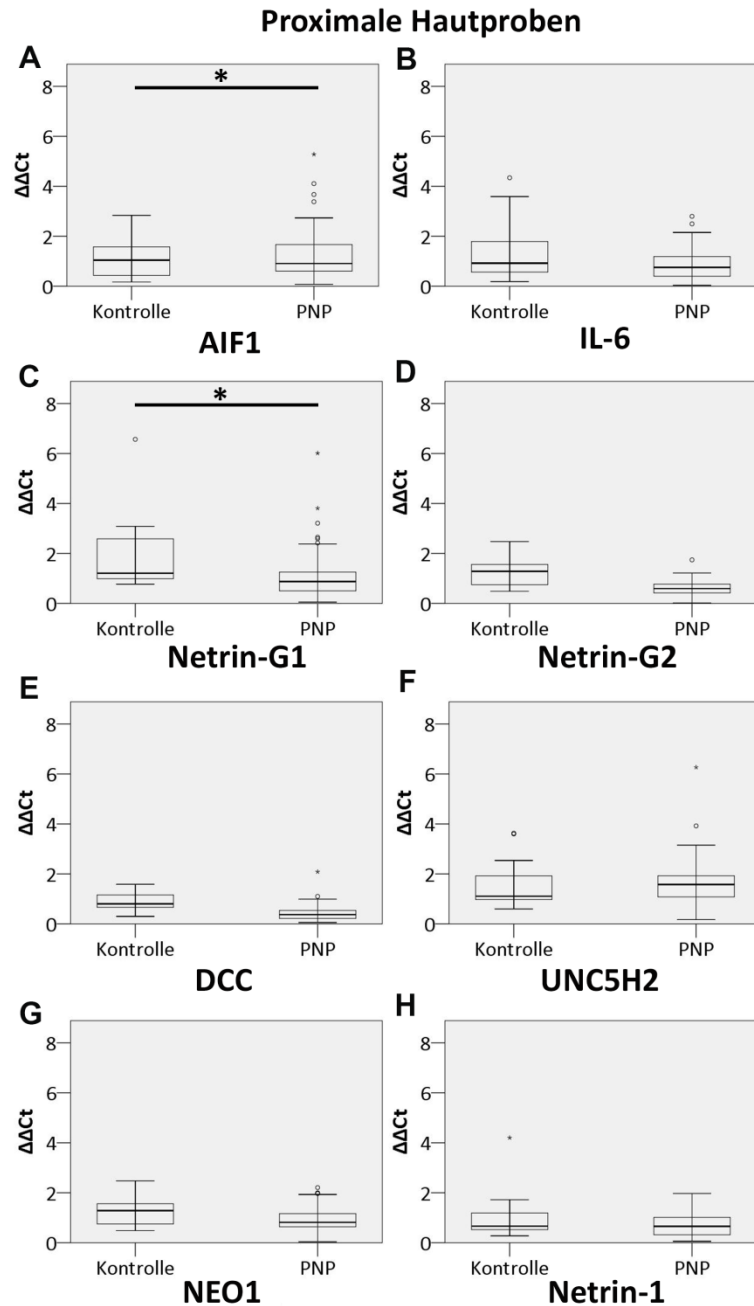 Proximale Hautproben
A
B
*
8
6
4
2
0
ΔΔCt
Kontrolle
PNP
AIF1
8
6
4
2
0
ΔΔCt
Kontrolle
PNP
IL-6
C
D
*
8
6
4
2
0
ΔΔCt
Kontrolle
PNP
Netrin-G1
8
6
4
2
0
ΔΔCt
Kontrolle
PNP
Netrin-G2
E
F
8
6
4
2
0
ΔΔCt
Kontrolle
PNP
DCC
8
6
4
2
0
ΔΔCt
Kontrolle
PNP
UNC5H2
G
H
8
6
4
2
0
ΔΔCt
Kontrolle
PNP
NEO1
8
6
4
2
0
ΔΔCt
Kontrolle
PNP
Netrin-1